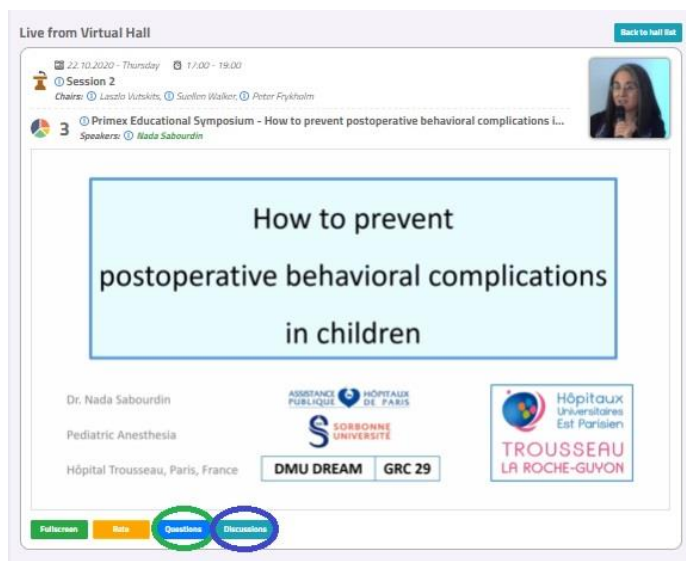 Live from Virtual Hall
Back to hall list
22.10.2020 - Thursday 17:00 - 19:00
Session 2
Chairs: Laszlo Vutskits, Suellen Walker, Peter Frykholm
3 Primex Educational Symposium - How to prevent postoperative behavioral complications i...
Speakers: Nada Sabourdin
How to prevent
postoperative behavioral complications
in children
Dr. Nada Sabourdin
Pediatric Anesthesia
Hôpital Trousseau, Paris, France
ASSISTANCE HÔPITAUX
PUBLIQUE DE PARIS
SORBONNE
UNIVERSITÉ
DMU DREAM GRC 29
Hôpitaux
Universitaires
Est Parisien
TROUSSEAU
LA ROCHE-GUYON
Fullscreen Rate Questions Discussions